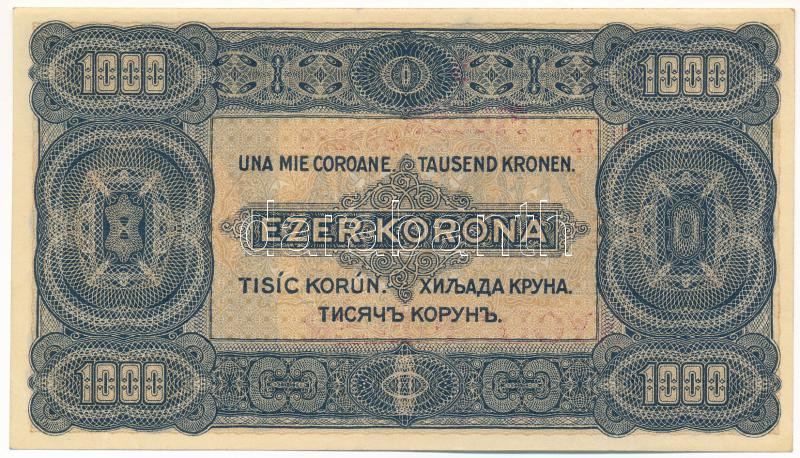 1000 1000
UNA MIE COROANE. TAUSEND KRONEN.
EZER KORONA
TISÍC KORÚN. ХИЉАДА КРУНА.
ТИСЯЧЪ КОРУНЪ.
1000 1000